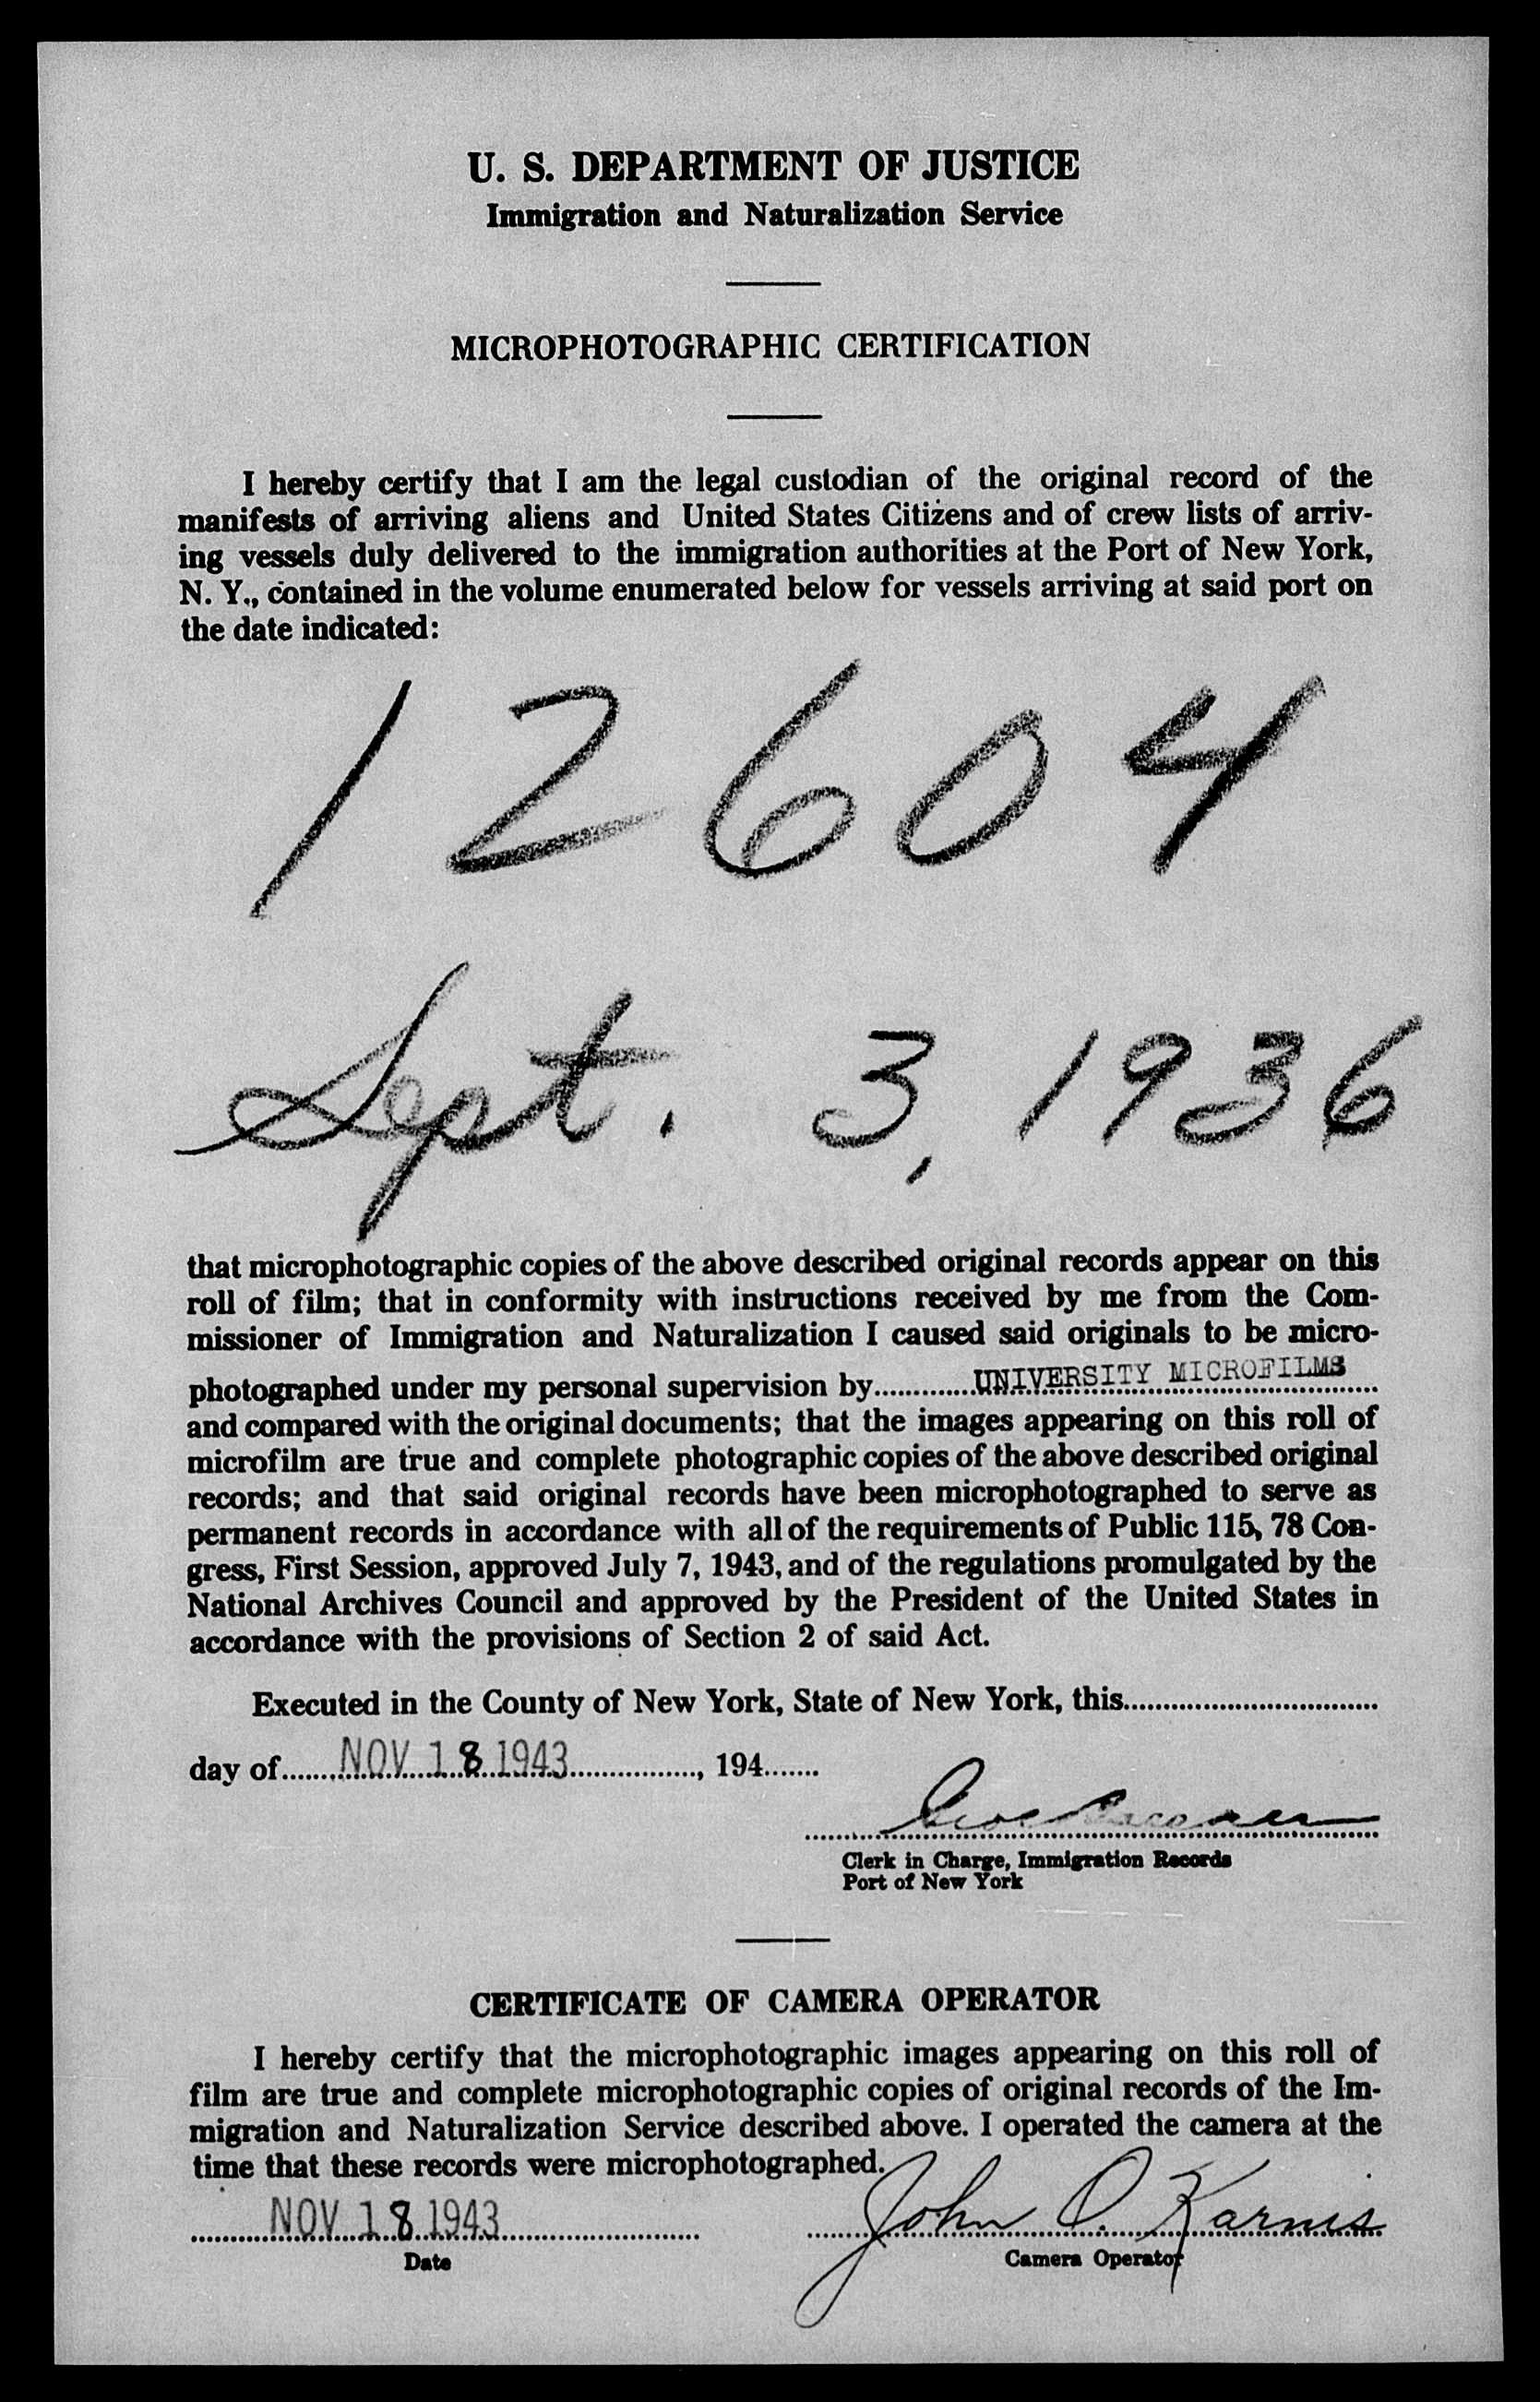 U. S. DEPARTMENT OF JUSTICE
Immigration and Naturalization Service
MICROPHOTOGRAPHIC CERTIFICATION
I hereby certify that I am the legal custodian of the original record of the
manifests of arriving aliens and United States Citizens and of crew lists of arriv-
ing vessels duly delivered to the immigration authorities at the Port of New York,
N. Y., contained in the volume enumerated below for vessels arriving at said port on
the date indicated:
12604
Sept. 3, 1936
that microphotographic copies of the above described original records appear on this
roll of film; that in conformity with instructions received by me from the Com-
missioner of Immigration and Naturalization I caused said originals to be micro-
photographed under my personal supervision by.............UNIVERSITY MICROFILMS
and compared with the original documents; that the images appearing on this roll of
microfilm are true and complete photographic copies of the above described original
records; and that said original records have been microphotographed to serve as
permanent records in accordance with all of the requirements of Public 115, 78 Con-
gress, First Session, approved July 7, 1943, and of the regulations promulgated by the
National Archives Council and approved by the President of the United States in
accordance with the provisions of Section 2 of said Act.
Executed in the County of New York, State of New York, this................................
day of.......NOV 18 1943................, 194.......
Clerk in Charge, Immigration Records
Port of New York
CERTIFICATE OF CAMERA OPERATOR
I hereby certify that the microphotographic images appearing on this roll of
film are true and complete microphotographic copies of original records of the Im-
migration and Naturalization Service described above. I operated the camera at the
time that these records were microphotographed.
NOV 18 1943
John O. Karnis
Date
Camera Operator